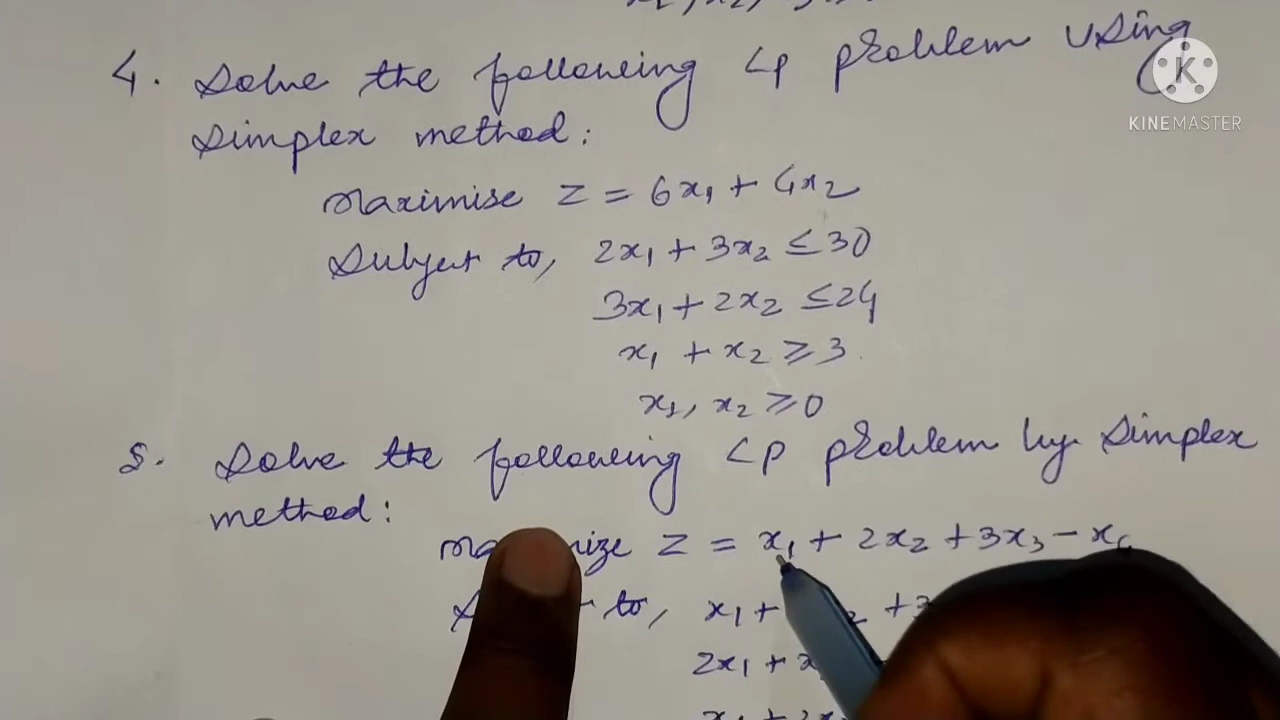 4. Solve the following LP problem using
K
KINEMASTER
simplex method:
Maximise Z = 6x₁ + 4x₂
Subject to, 2x₁ + 3x₂ ≤ 30
3x₁ + 2x₂ ≤ 24
x₁ + x₂ ≥ 3
x₁, x₂ ≥ 0
5. Solve the following LP problem by simplex
method:
Z = x₁ + 2x₂ + 3x₃ - x₄
to, x₁ +
2x₁ +